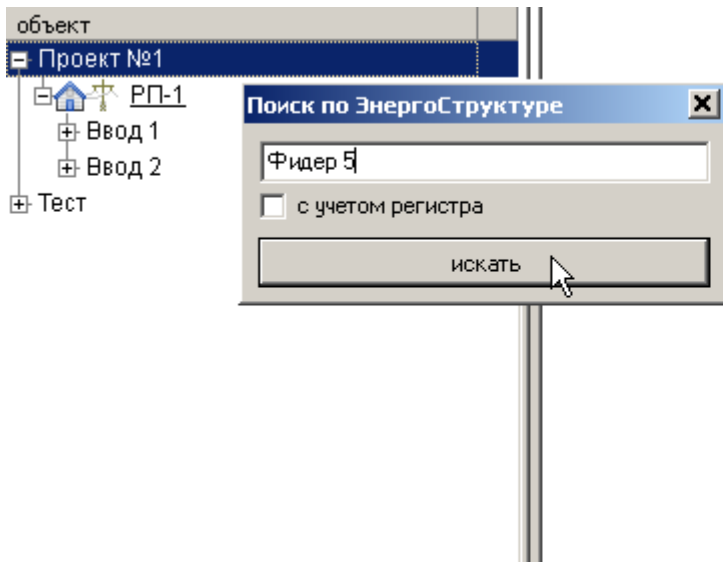 объект
Проект №1
РП-1
Ввод 1
Ввод 2
Тест
Поиск по ЭнергоСтруктуре
Фидер 5
с учетом регистра
искать